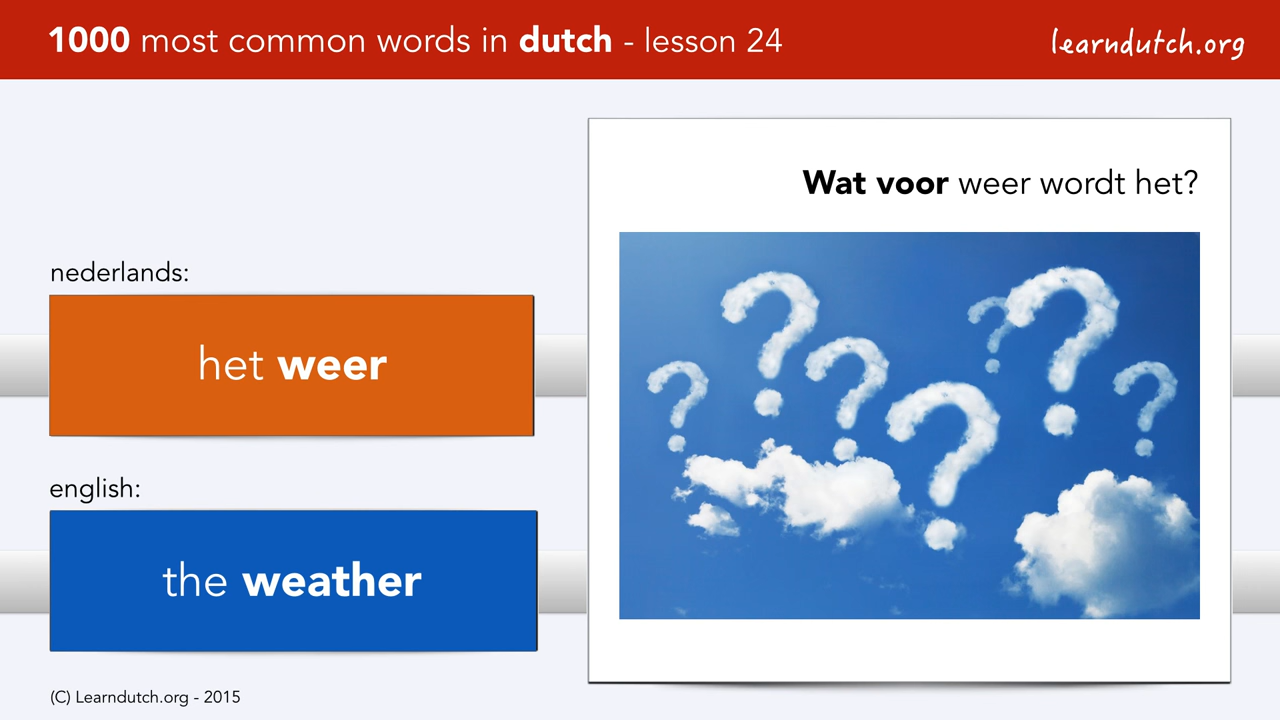 1000 most common words in dutch - lesson 24
learndutch.org
Wat voor weer wordt het?
nederlands:
het weer
english:
the weather
(C) Learndutch.org - 2015